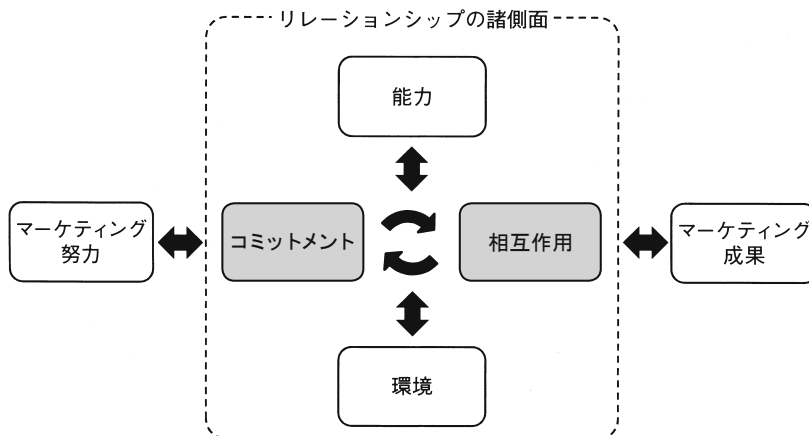 リレーションシップの諸側面
能力
マーケティング
努力
コミットメント
相互作用
マーケティング
成果
環境